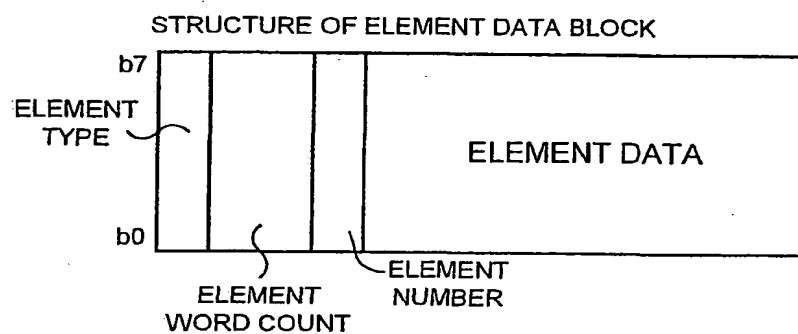 STRUCTURE OF ELEMENT DATA BLOCK
b7
ELEMENT
TYPE
ELEMENT DATA
b0
ELEMENT
NUMBER
ELEMENT
WORD COUNT